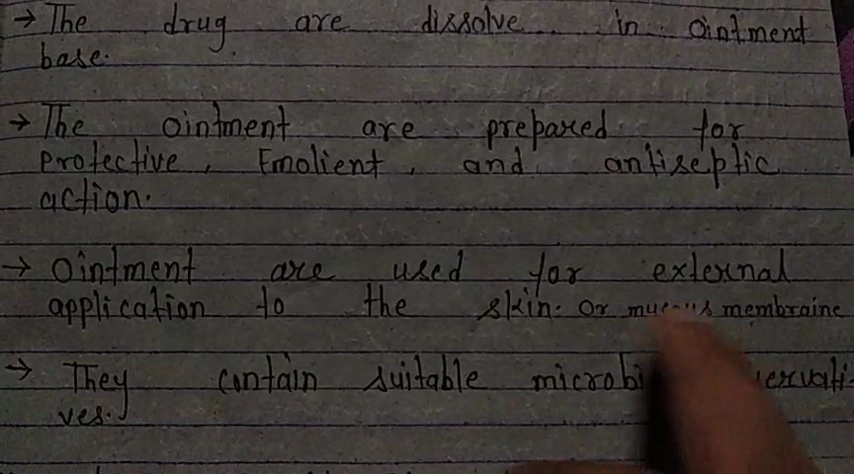 → The drug are dissolve in ointment
base.
→ The ointment are prepared for
protective, Emolient, and antiseptic
action.
→ Ointment are used for external
application to the skin. Or mucous membraine
→ They contain suitable
ves.